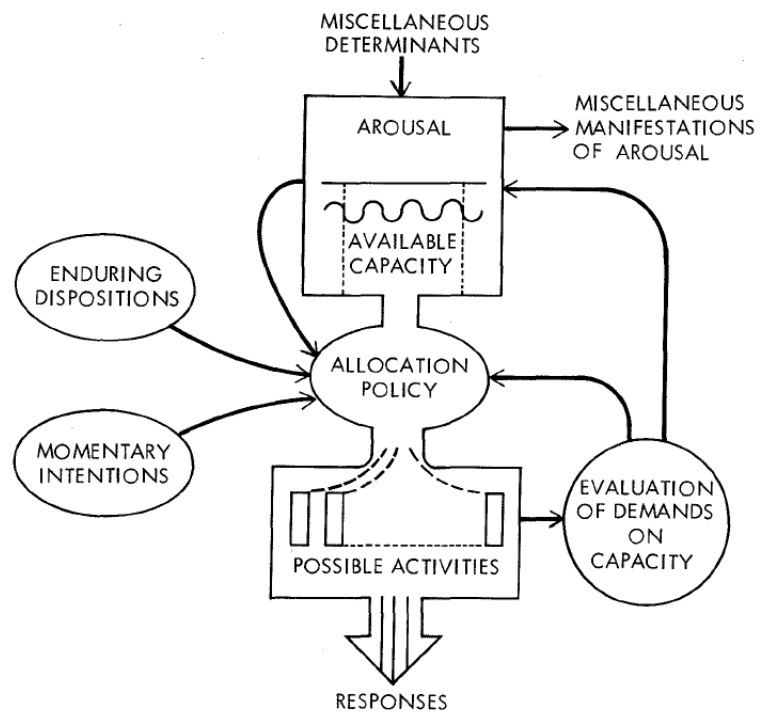 MISCELLANEOUS
DETERMINANTS
AROUSAL
MISCELLANEOUS
MANIFESTATIONS
OF AROUSAL
AVAILABLE
CAPACITY
ENDURING
DISPOSITIONS
ALLOCATION
POLICY
MOMENTARY
INTENTIONS
EVALUATION
OF DEMANDS
ON
CAPACITY
POSSIBLE ACTIVITIES
RESPONSES